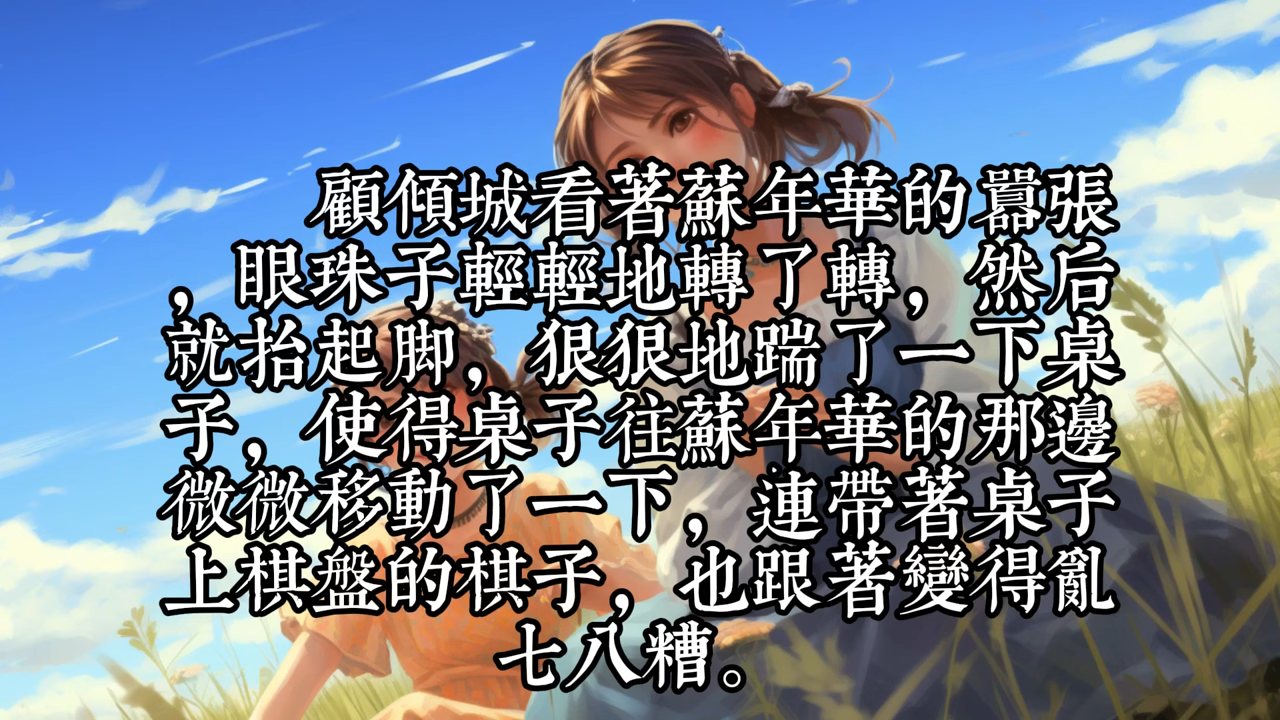 顧傾城看著蘇年華的囂張
，眼珠子輕輕地轉了轉，然后
就抬起脚，狠狠地踹了一下桌
子，使得桌子往蘇年華的那邊
微微移動了一下，連帶著桌子
上棋盤的棋子，也跟著變得亂
七八糟。